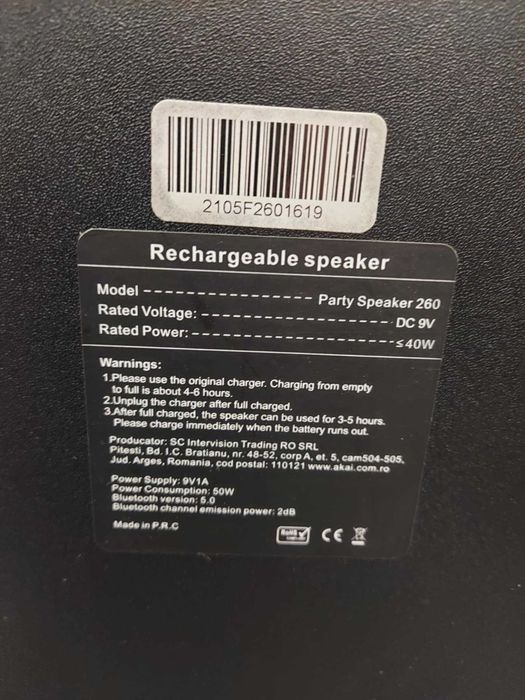 2105F2601619
Rechargeable speaker
Model ----------------- Party Speaker 260
Rated Voltage: ------------------- DC 9V
Rated Power: -------------------- ≤40W
Warnings:
1.Please use the original charger. Charging from empty
to full is about 4-6 hours.
2.Unplug the charger after full charged.
3.After full charged, the speaker can be used for 3-5 hours.
Please charge immediately when the battery runs out.
Producator: SC Intervision Trading RO SRL
Pitesti, Bd. I.C. Bratianu, nr. 48-52, corp A, et. 5, cam504-505,
Jud. Arges, Romania, cod postal: 110121 www.akai.com.ro
Power Supply: 9V1A
Power Consumption: 50W
Bluetooth version: 5.0
Bluetooth channel emission power: 2dB
Made in P.R.C
RoHS
CE